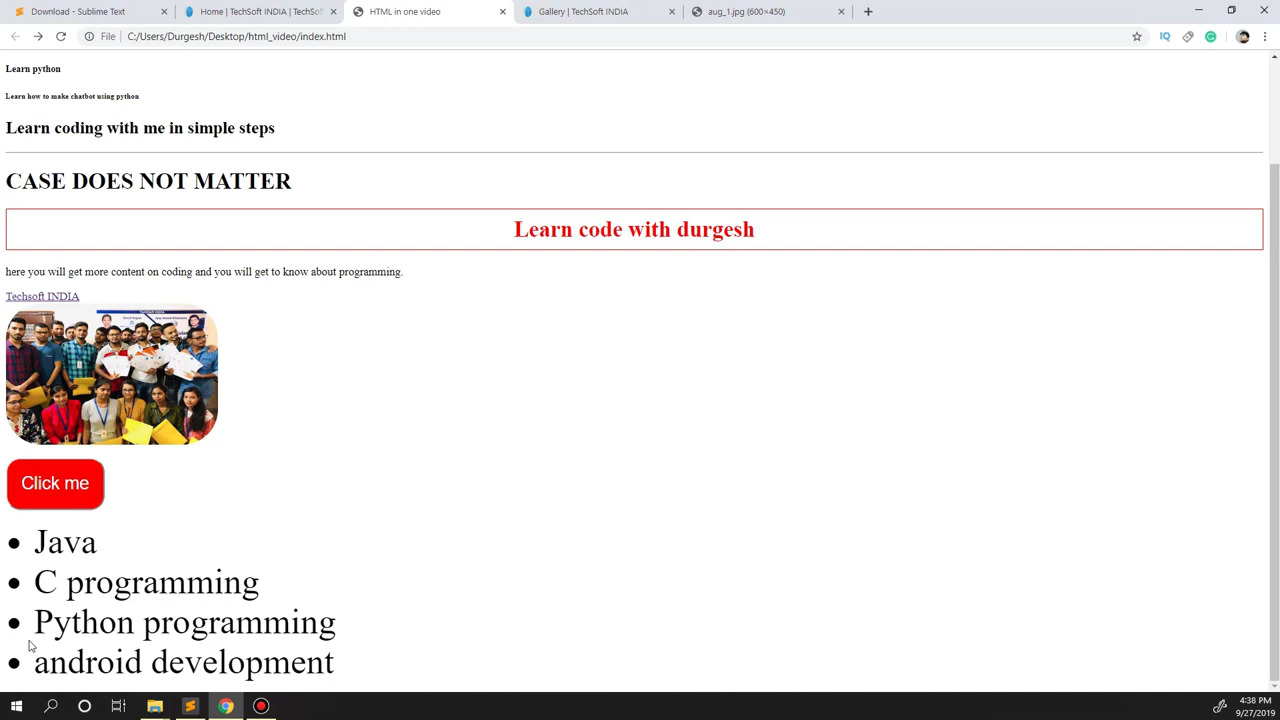 Download - Sublime Text
Home | TechSoft INDIA | TechSof
HTML in one video
Gallery | TechSoft INDIA
aug_1.jpg (600×450)
File
C:/Users/Durgesh/Desktop/html_video/index.html
IQ
Learn python
Learn how to make chatbot using python
Learn coding with me in simple steps
CASE DOES NOT MATTER
Learn code with durgesh
here you will get more content on coding and you will get to know about programming.
Techsoft INDIA
Click me
Java
C programming
Python programming
android development
4:38 PM
9/27/2019